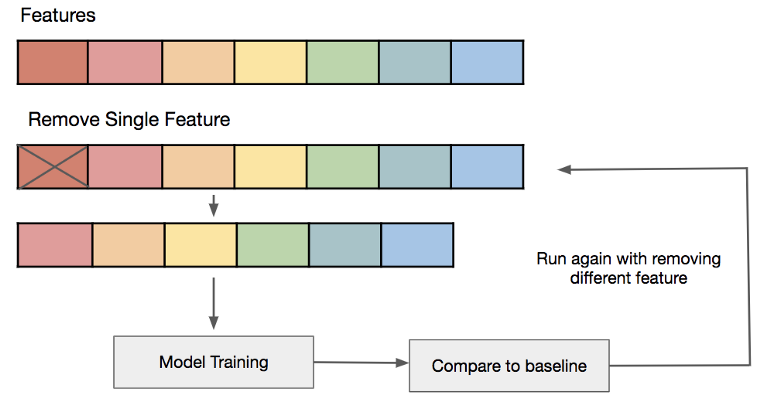 Features
Remove Single Feature
Run again with removing
different feature
Model Training
Compare to baseline